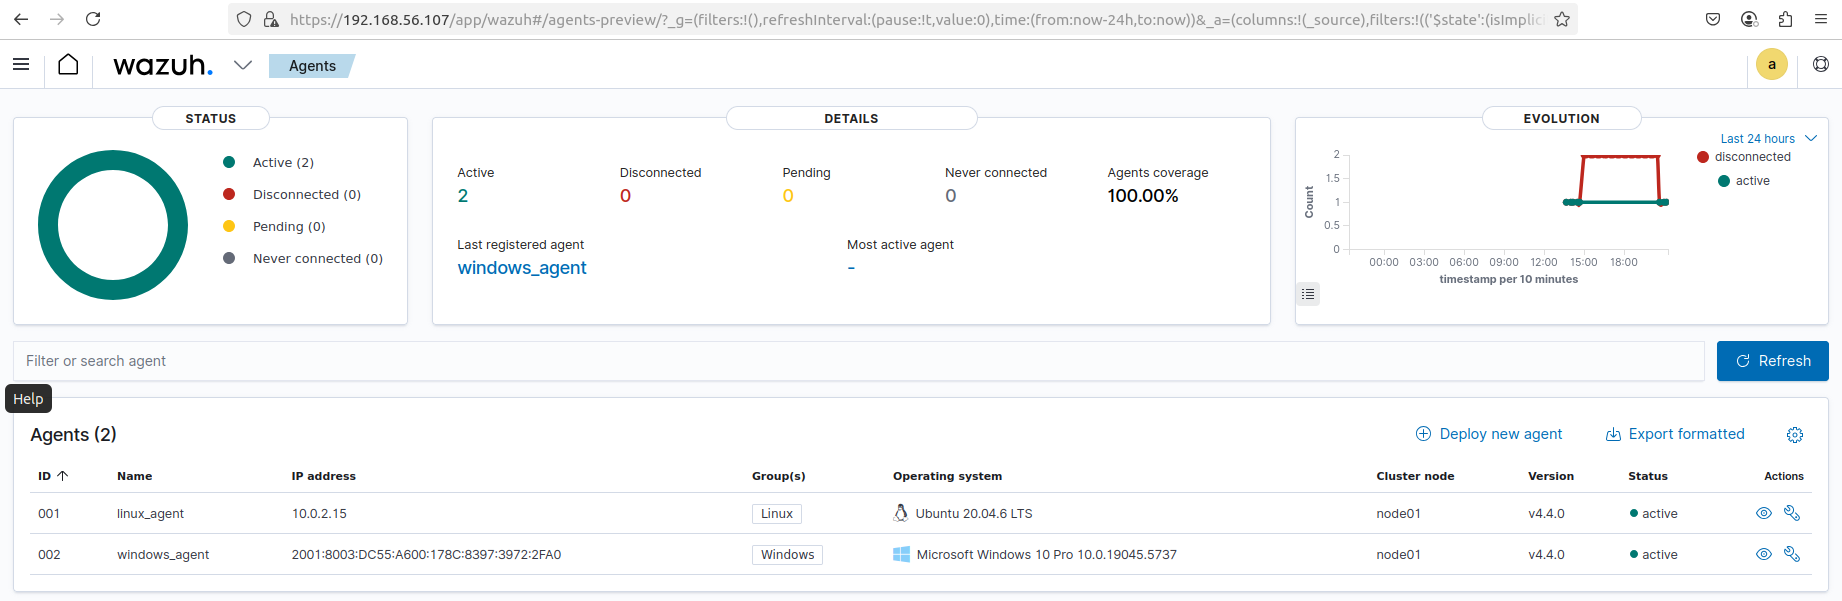 https://192.168.56.107/app/wazuh#/agents-preview/?_g=(filters:!(),refreshInterval:(pause:!t,value:0),time:(from:now-24h,to:now))&_a=(columns:!(_source),filters:!(('$state':(isImplic
wazuh.
Agents
a
STATUS
Active (2)
Disconnected (0)
Pending (0)
Never connected (0)
DETAILS
Active Disconnected Pending Never connected Agents coverage
2 0 0 0 100.00%
Last registered agent Most active agent
windows_agent -
EVOLUTION
Last 24 hours
disconnected
active
Count
2
1.5
1
0.5
0
00:00 03:00 06:00 09:00 12:00 15:00 18:00
timestamp per 10 minutes
Filter or search agent
Refresh
Help
Agents (2)
Deploy new agent Export formatted
ID Name IP address Group(s) Operating system Cluster node Version Status Actions
001 linux_agent 10.0.2.15 Linux Ubuntu 20.04.6 LTS node01 v4.4.0 active
002 windows_agent 2001:8003:DC55:A600:178C:8397:3972:2FA0 Windows Microsoft Windows 10 Pro 10.0.19045.5737 node01 v4.4.0 active